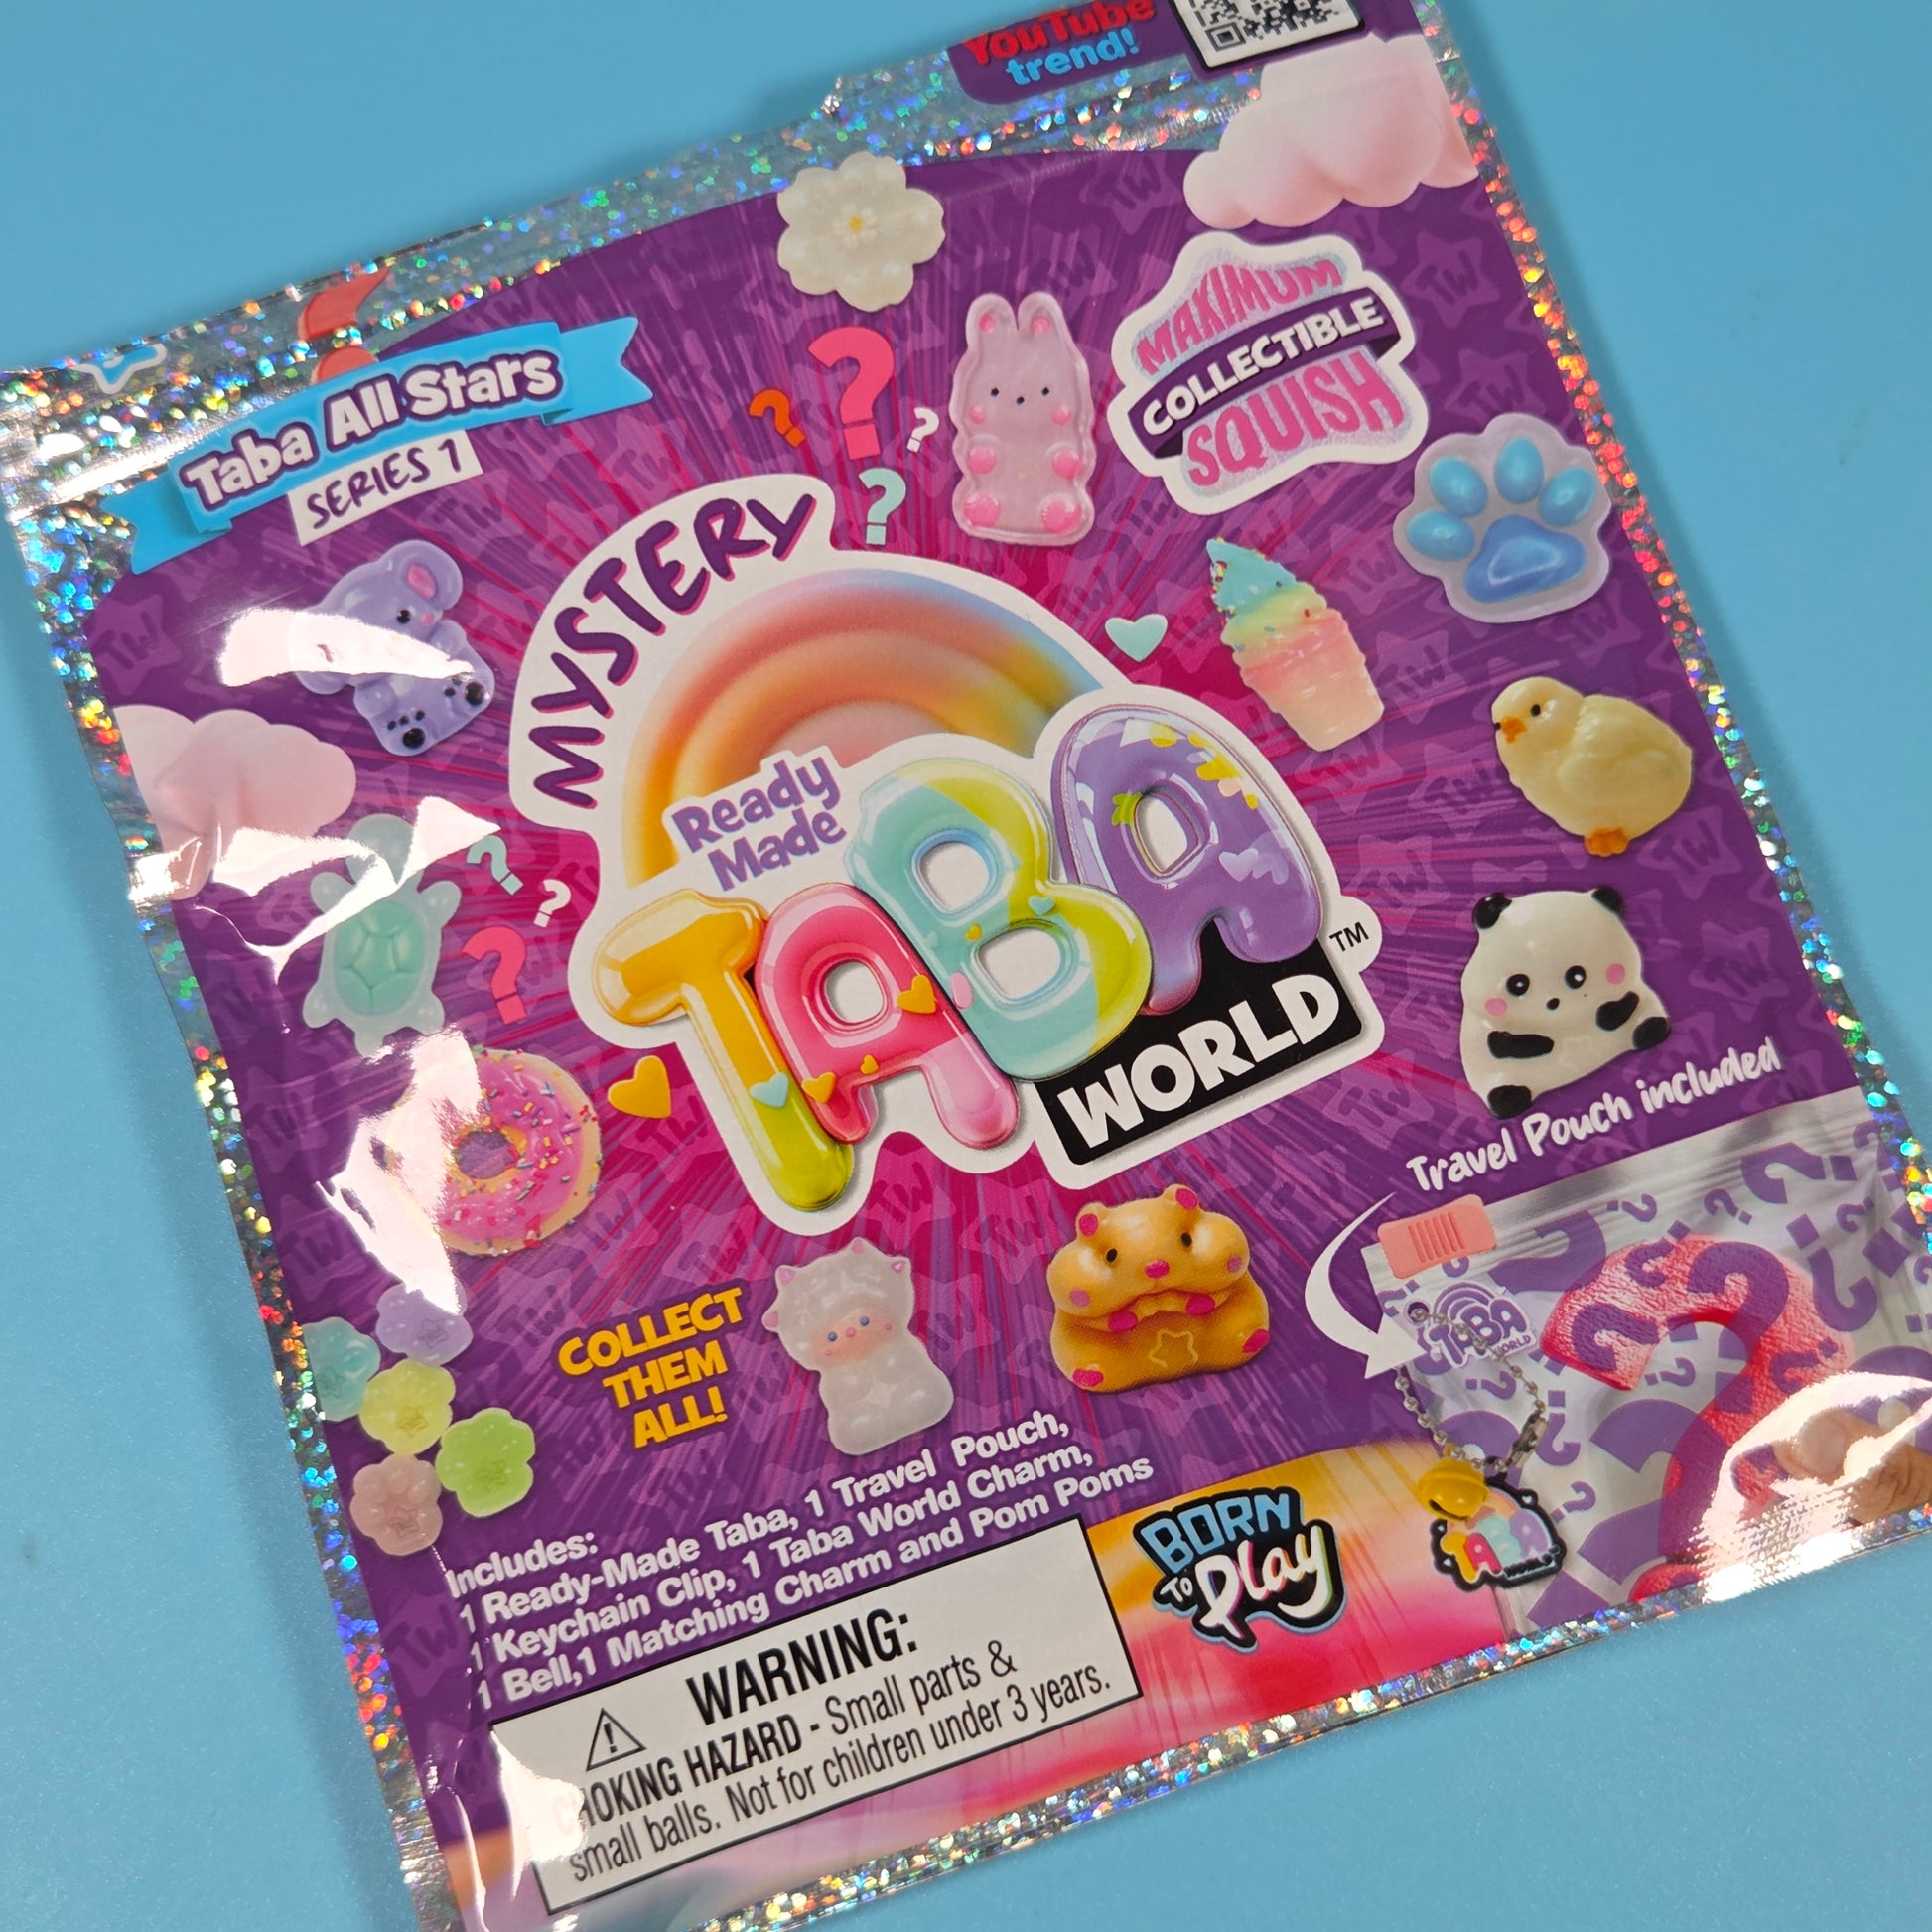 YouTube
trend!
Taba All Stars
SERIES 1
MAXIMUM
COLLECTIBLE
SQUISH
MYSTERY
Ready
Made
TABA
WORLD
TM
Travel Pouch included
TABA
WORLD
COLLECT
THEM
ALL!
Includes:
1 Ready-Made Taba, 1 Travel Pouch,
1 Keychain Clip, 1 Taba World Charm,
1 Bell,1 Matching Charm and Pom Poms
BORN
TO Play
TABA
WARNING:
CHOKING HAZARD - Small parts &
small balls. Not for children under 3 years.